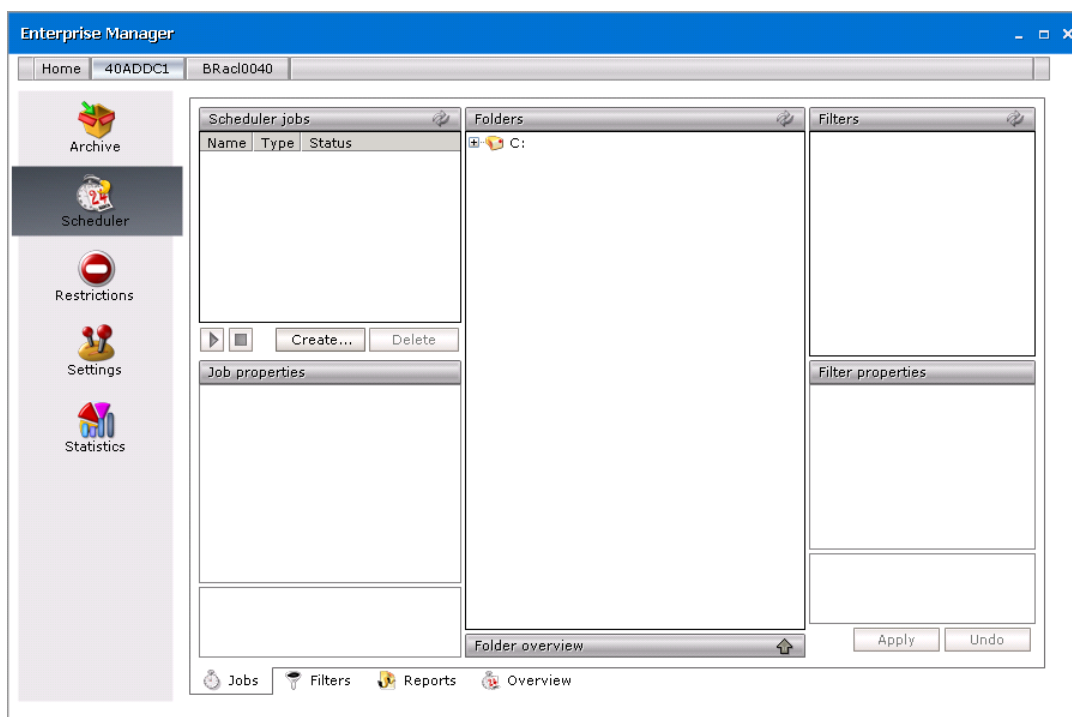 Enterprise Manager
Home 40ADDC1 BRacl0040
Archive
Scheduler
Restrictions
Settings
Statistics
Scheduler jobs
Name Type Status
Create... Delete
Job properties
Folders
C:
Folder overview
Filters
Filter properties
Apply Undo
Jobs Filters Reports Overview